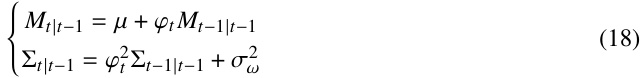 M_{t|t−1} = μ + φ_t M_{t−1|t−1}
Σ_{t|t−1} = φ_t^2 Σ_{t−1|t−1} + σ_ω^2 (18)